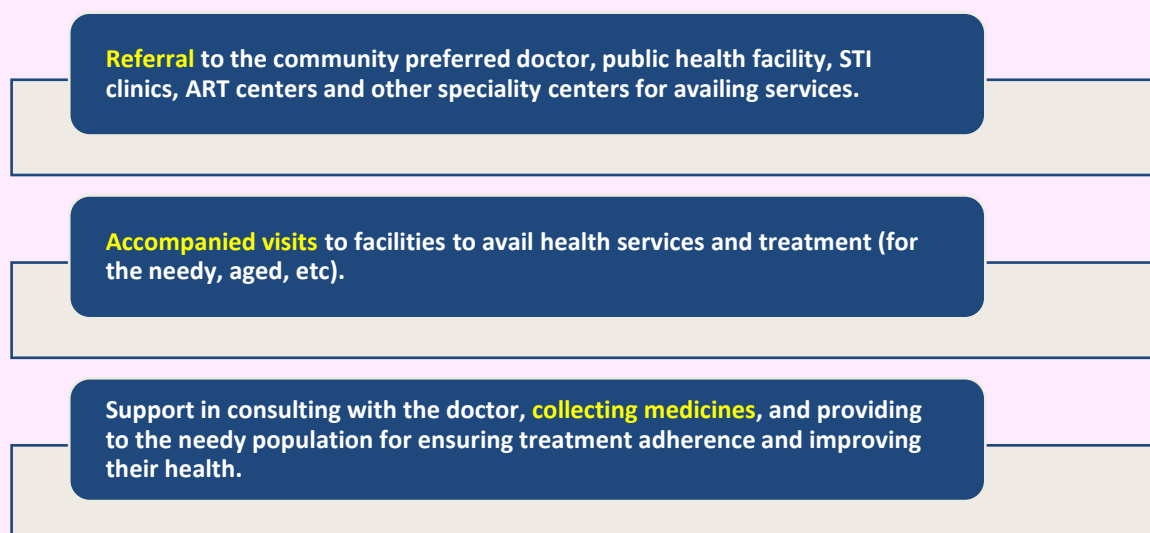 Referral to the community preferred doctor, public health facility, STI
clinics, ART centers and other speciality centers for availing services.
Accompanied visits to facilities to avail health services and treatment (for
the needy, aged, etc).
Support in consulting with the doctor, collecting medicines, and providing
to the needy population for ensuring treatment adherence and improving
their health.